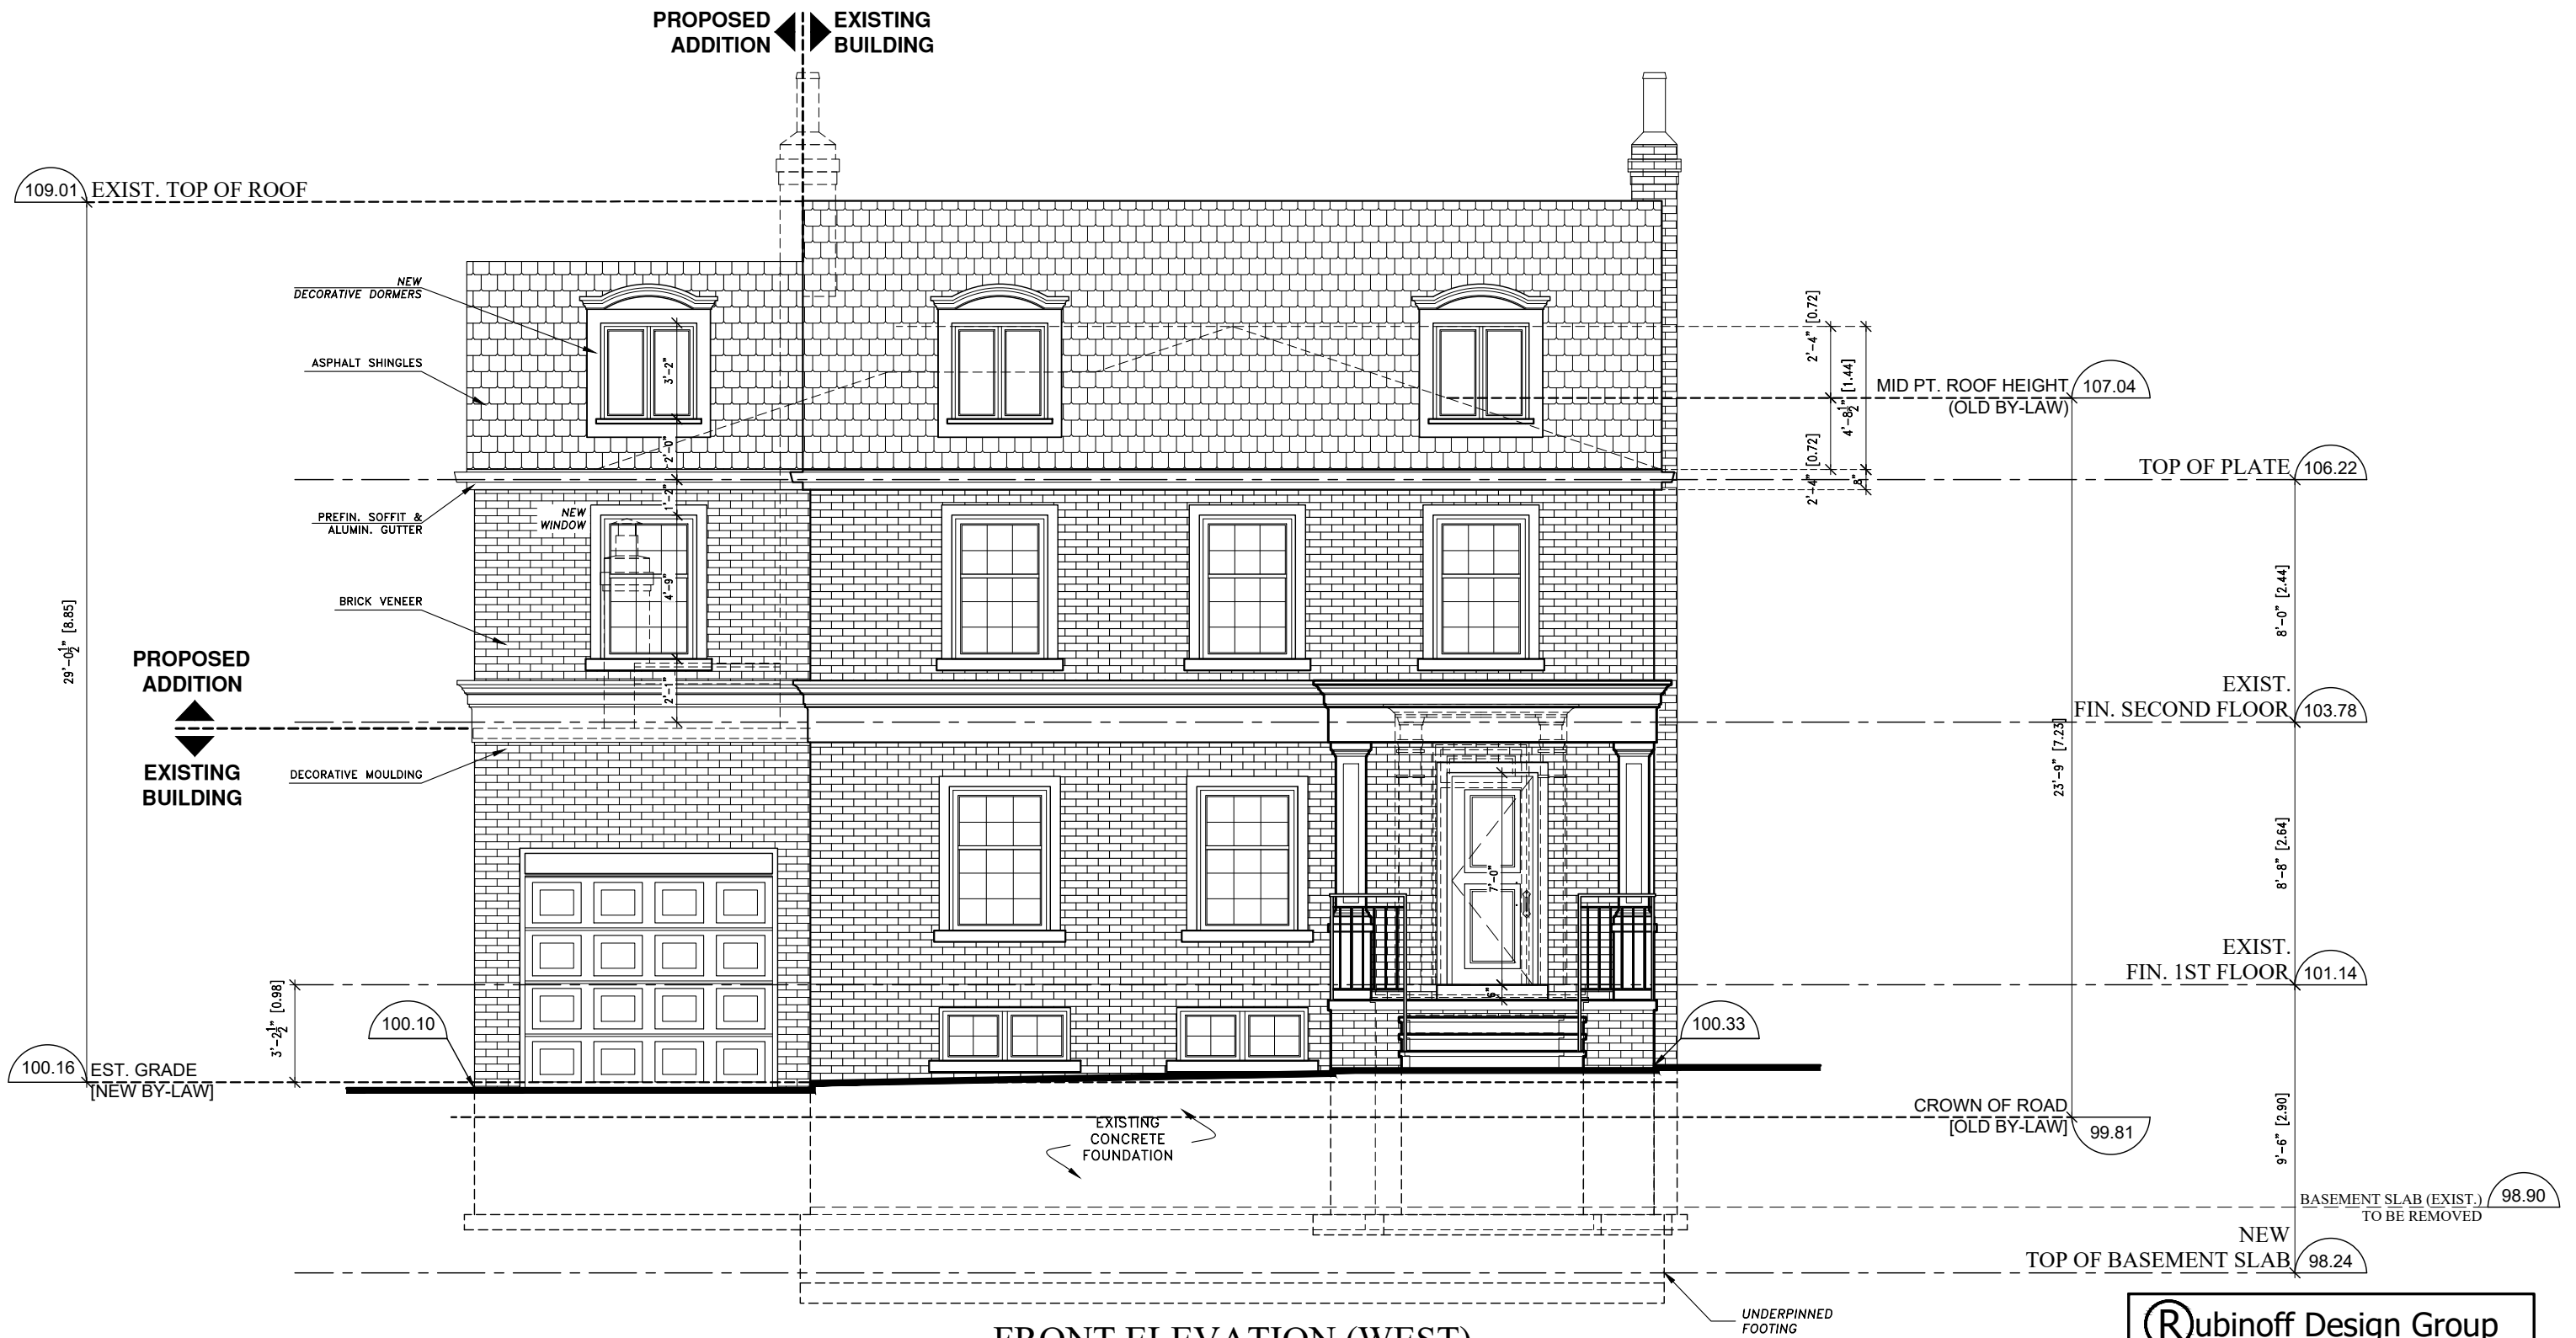 PROPOSED
ADDITION
EXISTING
BUILDING
109.01
EXIST. TOP OF ROOF
NEW
DECORATIVE DORMERS
ASPHALT SHINGLES
3'-2"
2'-0"
1'-2"
2'-4" [0.72]
4'-8½" [1.44]
2'-4" [0.72]
8"
MID PT. ROOF HEIGHT
(OLD BY-LAW)
107.04
TOP OF PLATE
106.22
PREFIN. SOFFIT &
ALUMIN. GUTTER
NEW
WINDOW
4'-9"
BRICK VENEER
29'-0½" [8.85]
8'-0" [2.44]
PROPOSED
ADDITION
EXISTING
BUILDING
2'-1"
EXIST.
FIN. SECOND FLOOR
103.78
23'-9" [7.23]
DECORATIVE MOULDING
7'-0"
8'-8" [2.64]
EXIST.
FIN. 1ST FLOOR
101.14
6"
3'-2½" [0.98]
100.10
100.33
100.16
EST. GRADE
[NEW BY-LAW]
CROWN OF ROAD
[OLD BY-LAW]
99.81
EXISTING
CONCRETE
FOUNDATION
9'-6" [2.90]
BASEMENT SLAB (EXIST.)
TO BE REMOVED
98.90
NEW
TOP OF BASEMENT SLAB
98.24
UNDERPINNED
FOOTING
FRONT ELEVATION (WEST)
Rubinoff Design Group